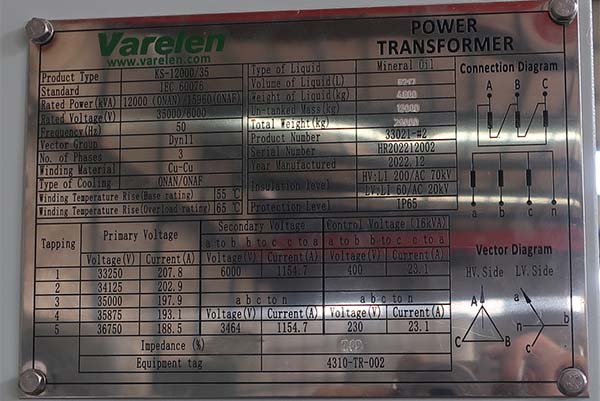 Varelen
www.varelen.com
POWER TRANSFORMER
Product Type KS-12000/35
Standard IEC 60076
Rated Power(kVA) 12000 (ONAN)/15960(ONAF)
Rated Voltage(V) 35000/6000
Frequency(Hz) 50
Vector Group Dyn11
No. of Phases 3
Winding Material Cu-Cu
Type of Cooling ONAN/ONAF
Winding Temperature Rise(Base rating) 55℃
Winding Temperature Rise(Overload rating) 65℃
Type of Liquid Mineral Oil
Volume of Liquid(L)
Weight of Liquid(kg)
Un-tanked Mass(kg)
Total Weight(kg)
Product Number 33021-#2
Serial Number HR202212002
Year Manufactured 2022.12
Insulation level HV:LI 200/AC 70kV
LV:LI 60/AC 20kV
Protection Level IP65
Connection Diagram
A B C
a b c n
Tapping Primary Voltage Secondary Voltage Control Voltage (16kVA)
a to b b to c c to a a to b b to c c to a
Voltage(V) Current(A) Voltage(V) Current(A) Voltage(V) Current(A)
1 33250 207.8 6000 1154.7 400 23.1
2 34125 202.9
3 35000 197.9 a b c to n
4 35875 193.1 Voltage(V) Current(A) Voltage(V) Current(A)
5 36750 188.5 3464 1154.7 230 23.1
Impedance (%)
Equipment tag 4310-TR-002
Vector Diagram
HV. Side LV. Side
A a
n b
C B c